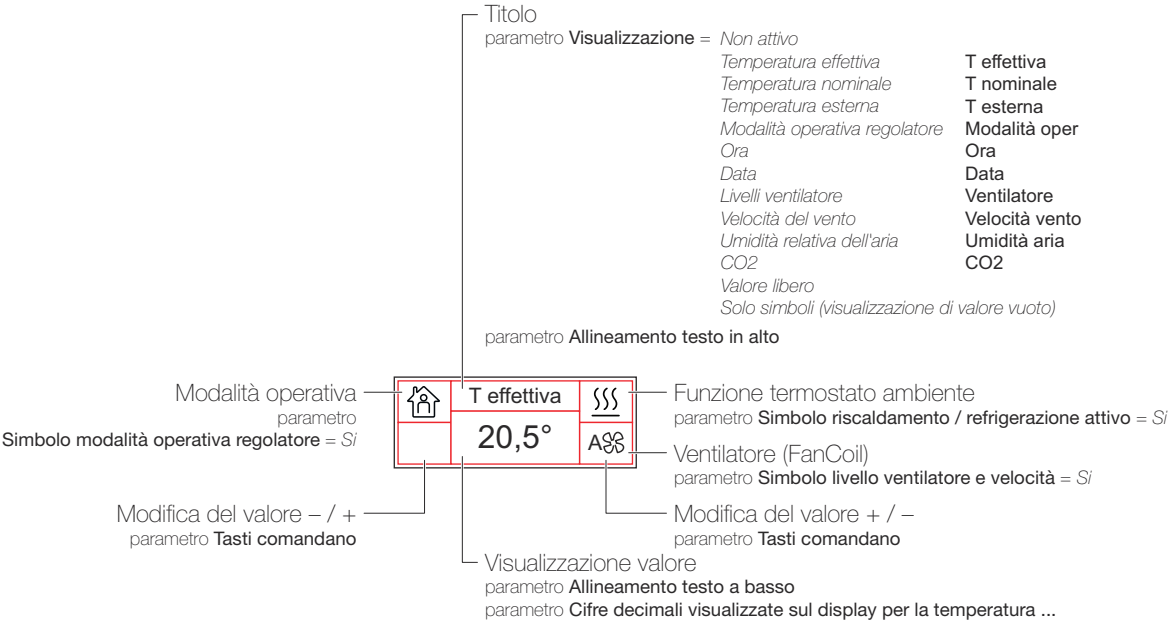 Titolo
parametro Visualizzazione = Non attivo
Temperatura effettiva T effettiva
Temperatura nominale T nominale
Temperatura esterna T esterna
Modalità operativa regolatore Modalità oper
Ora Ora
Data Data
Livelli ventilatore Ventilatore
Velocità del vento Velocità vento
Umidità relativa dell'aria Umidità aria
CO2 CO2
Valore libero
Solo simboli (visualizzazione di valore vuoto)
parametro Allineamento testo in alto
Modalità operativa
parametro
Simbolo modalità operativa regolatore = Sì
T effettiva
20,5°
A
Funzione termostato ambiente
parametro Simbolo riscaldamento / refrigerazione attivo = Sì
Ventilatore (FanCoil)
parametro Simbolo livello ventilatore e velocità = Sì
Modifica del valore – / +
parametro Tasti comandano
Modifica del valore + / –
parametro Tasti comandano
Visualizzazione valore
parametro Allineamento testo a basso
parametro Cifre decimali visualizzate sul display per la temperatura ...